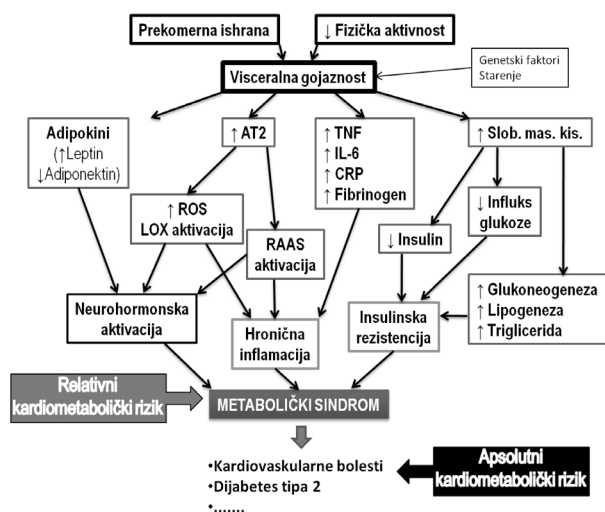 Prekomerna ishrana
↓ Fizička aktivnost
Visceralna gojaznost
Genetski faktori
Starenje
Adipokini
(↑Leptin
↓Adiponektin)
↑ AT2
↑ TNF
↑ IL-6
↑ CRP
↑ Fibrinogen
↑ Slob. mas. kis.
↑ ROS
LOX aktivacija
RAAS
aktivacija
↓ Insulin
↓ Influks
glukoze
Neurohormonska
aktivacija
Hronična
inflamacija
Insulinska
rezistencija
↑ Glukoneogeneza
↑ Lipogeneza
↑ Triglicerida
Relativni
kardiometabolički rizik
METABOLIČKI SINDROM
•Kardiovaskularne bolesti
•Dijabetes tipa 2
•.......
Apsolutni
kardiometabolički rizik